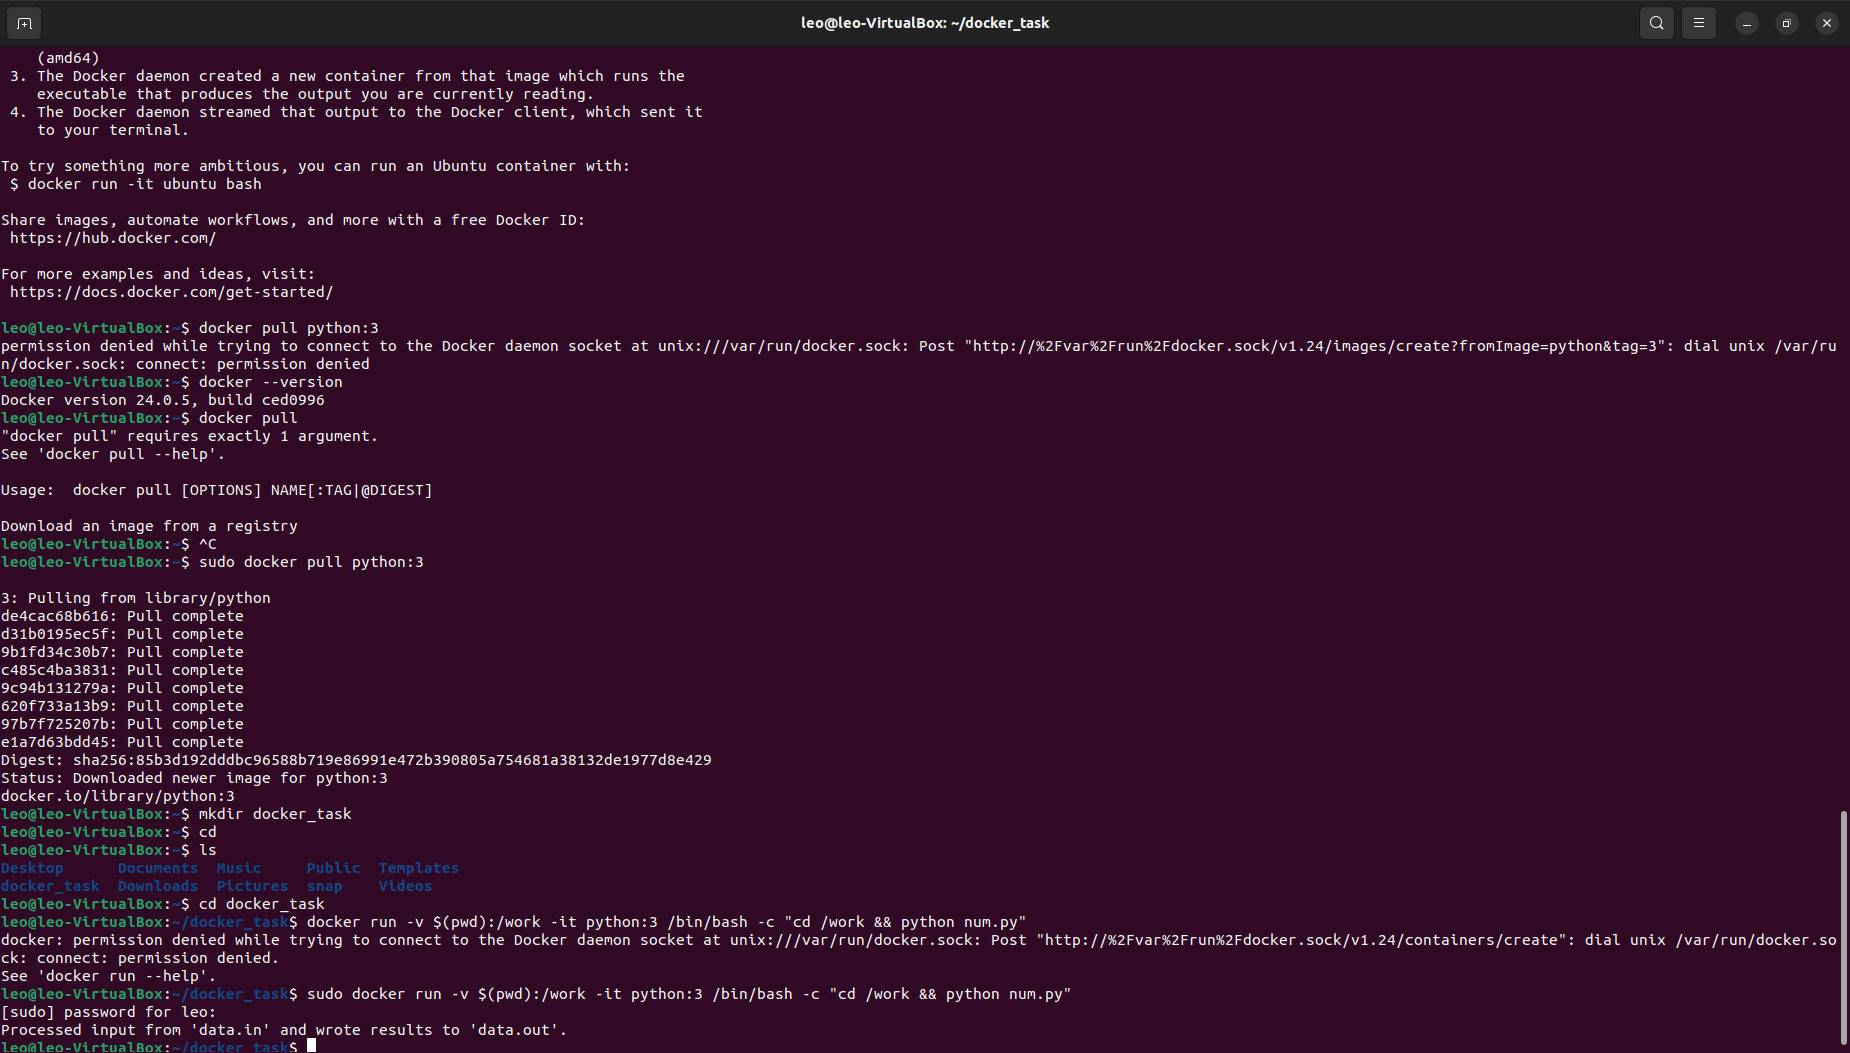 leo@leo-VirtualBox: ~/docker_task
    (amd64)
 3. The Docker daemon created a new container from that image which runs the
    executable that produces the output you are currently reading.
 4. The Docker daemon streamed that output to the Docker client, which sent it
    to your terminal.

To try something more ambitious, you can run an Ubuntu container with:
 $ docker run -it ubuntu bash

Share images, automate workflows, and more with a free Docker ID:
 https://hub.docker.com/

For more examples and ideas, visit:
 https://docs.docker.com/get-started/

leo@leo-VirtualBox:~$ docker pull python:3
permission denied while trying to connect to the Docker daemon socket at unix:///var/run/docker.sock: Post "http://%2Fvar%2Frun%2Fdocker.sock/v1.24/images/create?fromImage=python&tag=3": dial unix /var/ru
n/docker.sock: connect: permission denied
leo@leo-VirtualBox:~$ docker --version
Docker version 24.0.5, build ced0996
leo@leo-VirtualBox:~$ docker pull
"docker pull" requires exactly 1 argument.
See 'docker pull --help'.

Usage:  docker pull [OPTIONS] NAME[:TAG|@DIGEST]

Download an image from a registry
leo@leo-VirtualBox:~$ ^C
leo@leo-VirtualBox:~$ sudo docker pull python:3

3: Pulling from library/python
de4cac68b616: Pull complete
d31b0195ec5f: Pull complete
9b1fd34c30b7: Pull complete
c485c4ba3831: Pull complete
9c94b131279a: Pull complete
620f733a13b9: Pull complete
97b7f725207b: Pull complete
e1a7d63bdd45: Pull complete
Digest: sha256:85b3d192dddbc96588b719e86991e472b390805a754681a38132de1977d8e429
Status: Downloaded newer image for python:3
docker.io/library/python:3
leo@leo-VirtualBox:~$ mkdir docker_task
leo@leo-VirtualBox:~$ cd
leo@leo-VirtualBox:~$ ls
Desktop      Documents  Music     Public  Templates
docker_task  Downloads  Pictures  snap    Videos
leo@leo-VirtualBox:~$ cd docker_task
leo@leo-VirtualBox:~/docker_task$ docker run -v $(pwd):/work -it python:3 /bin/bash -c "cd /work && python num.py"
docker: permission denied while trying to connect to the Docker daemon socket at unix:///var/run/docker.sock: Post "http://%2Fvar%2Frun%2Fdocker.sock/v1.24/containers/create": dial unix /var/run/docker.so
ck: connect: permission denied.
See 'docker run --help'.
leo@leo-VirtualBox:~/docker_task$ sudo docker run -v $(pwd):/work -it python:3 /bin/bash -c "cd /work && python num.py"
[sudo] password for leo:
Processed input from 'data.in' and wrote results to 'data.out'.
leo@leo-VirtualBox:~/docker_task$